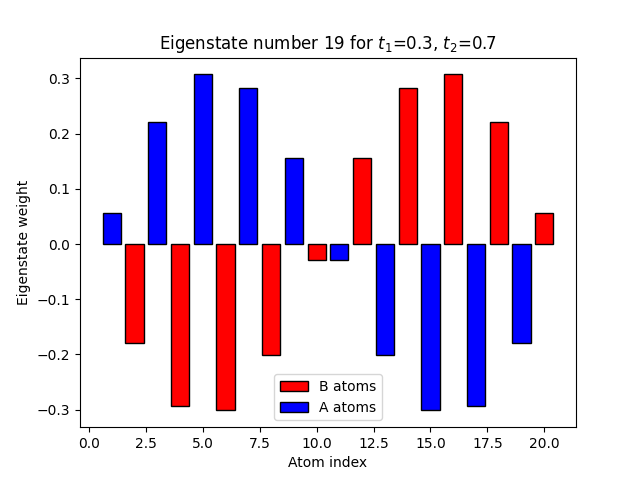 Eigenstate number 19 for $t_1$=0.3, $t_2$=0.7
Eigenstate weight
0.3
0.2
0.1
0.0
−0.1
−0.2
−0.3
B atoms
A atoms
0.0 2.5 5.0 7.5 10.0 12.5 15.0 17.5 20.0
Atom index